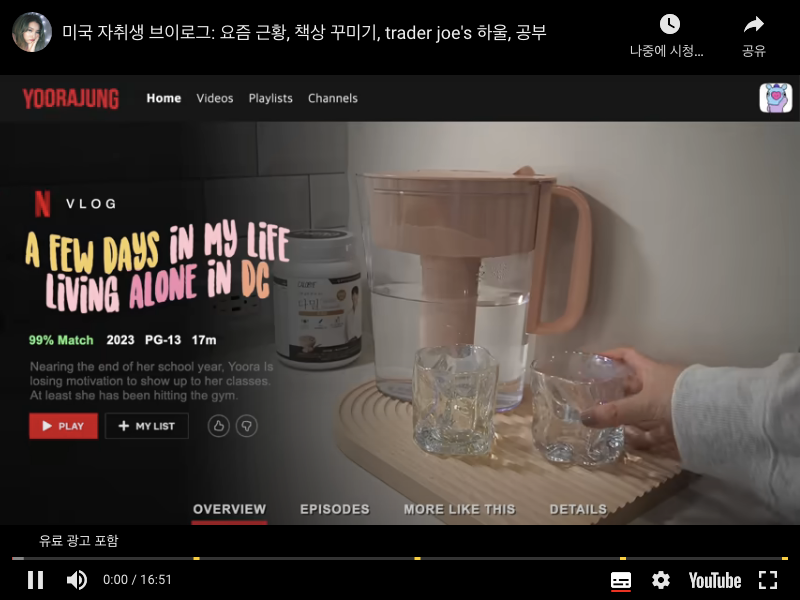 미국 자취생 브이로그: 요즘 근황, 책상 꾸미기, trader joe's 하울, 공부
나중에 시청...
공유
YOORAJUNG
Home Videos Playlists Channels
N VLOG
A FEW DAYS IN MY LIFE
LIVING ALONE IN DC
99% Match 2023 PG-13 17m
Nearing the end of her school year, Yoora Is
losing motivation to show up to her classes.
At least she has been hitting the gym.
PLAY
MY LIST
OVERVIEW EPISODES MORE LIKE THIS DETAILS
유료 광고 포함
0:00 / 16:51
YouTube